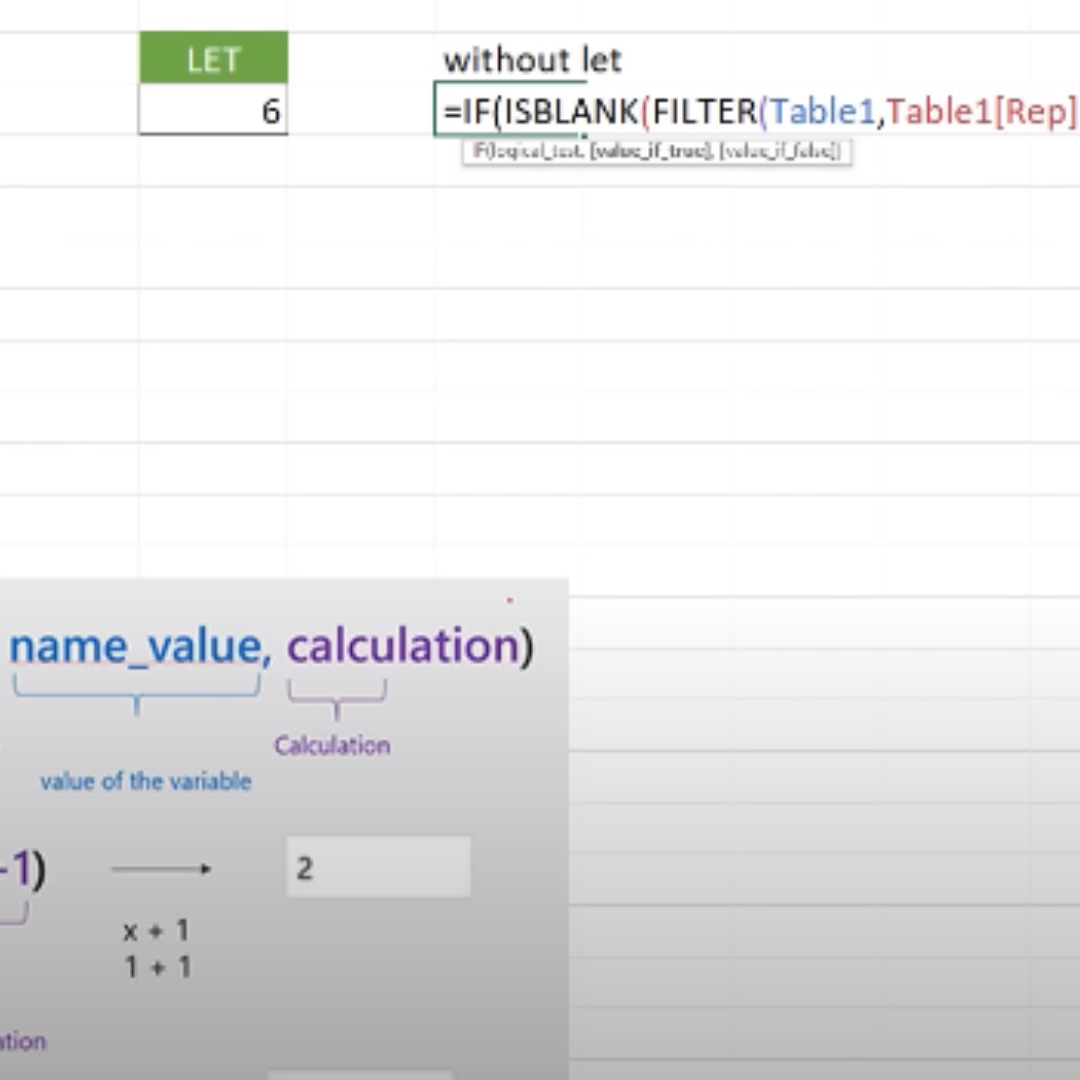 LET
without let
6
=IF(ISBLANK(FILTER(Table1,Table1[Rep]
IF(logical_test, [value_if_true], [value_if_false])
name_value, calculation)
Calculation
value of the variable
-1)
2
x + 1
1 + 1
ation